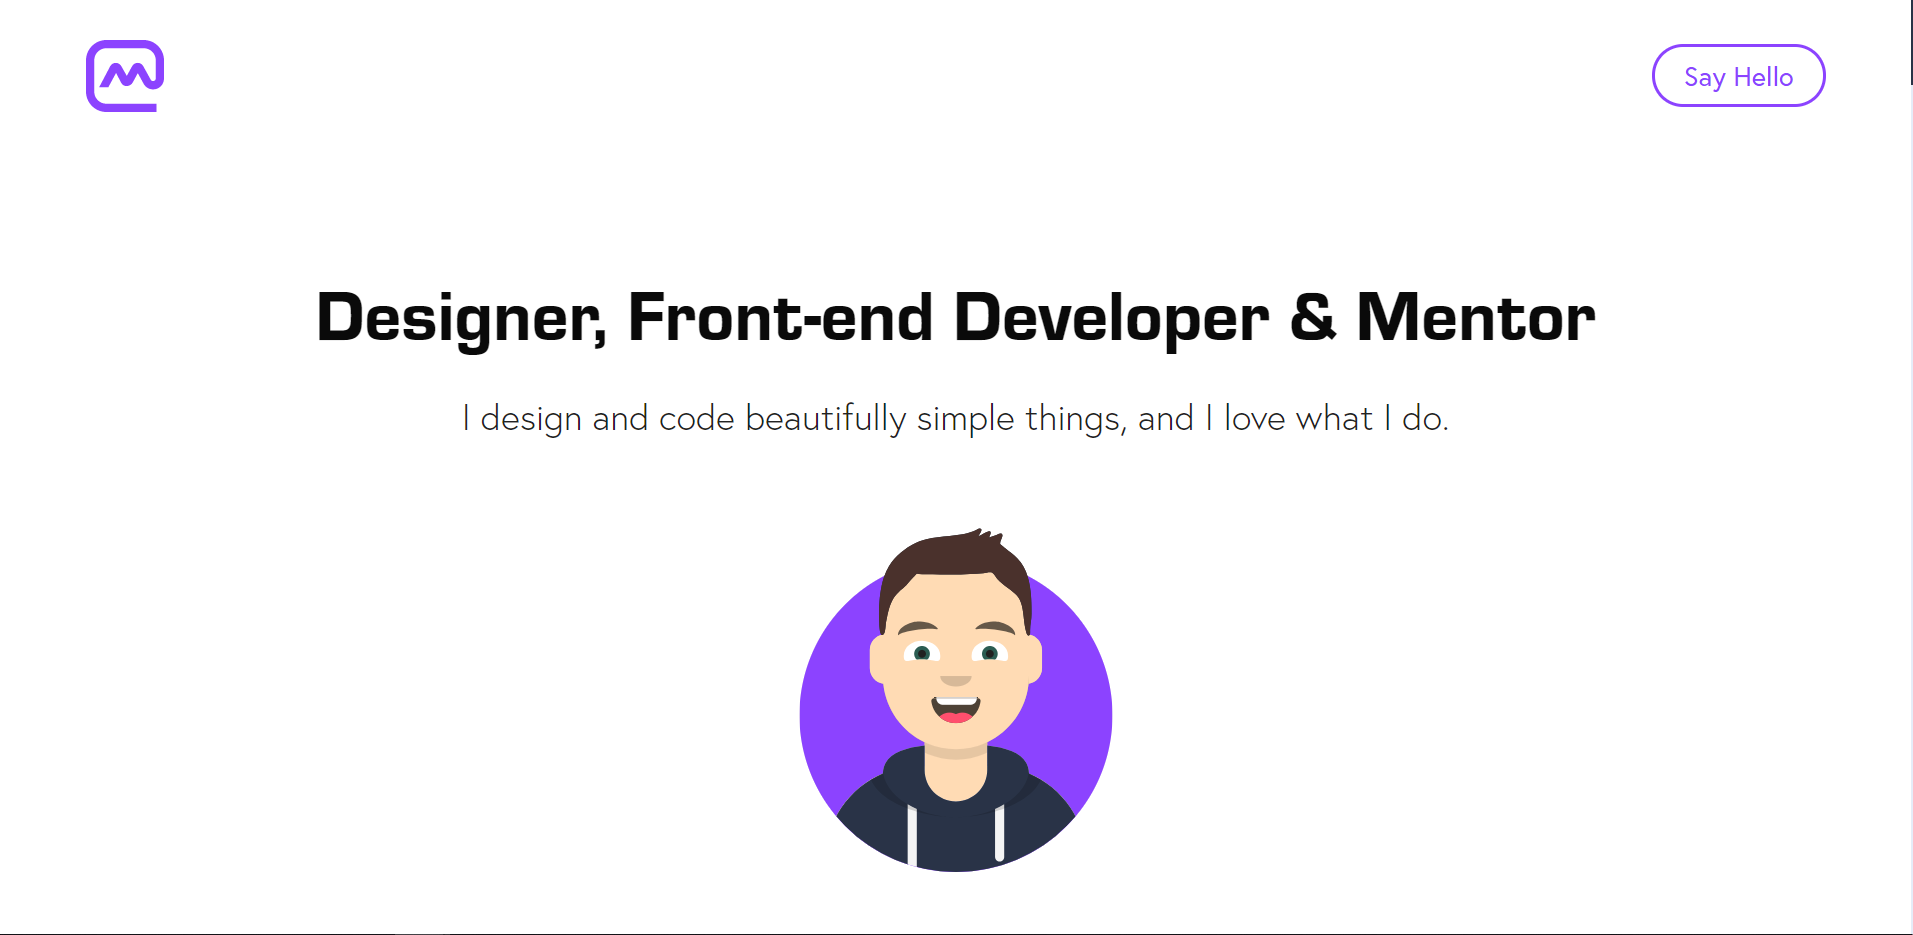 Say Hello
Designer, Front-end Developer & Mentor
I design and code beautifully simple things, and I love what I do.